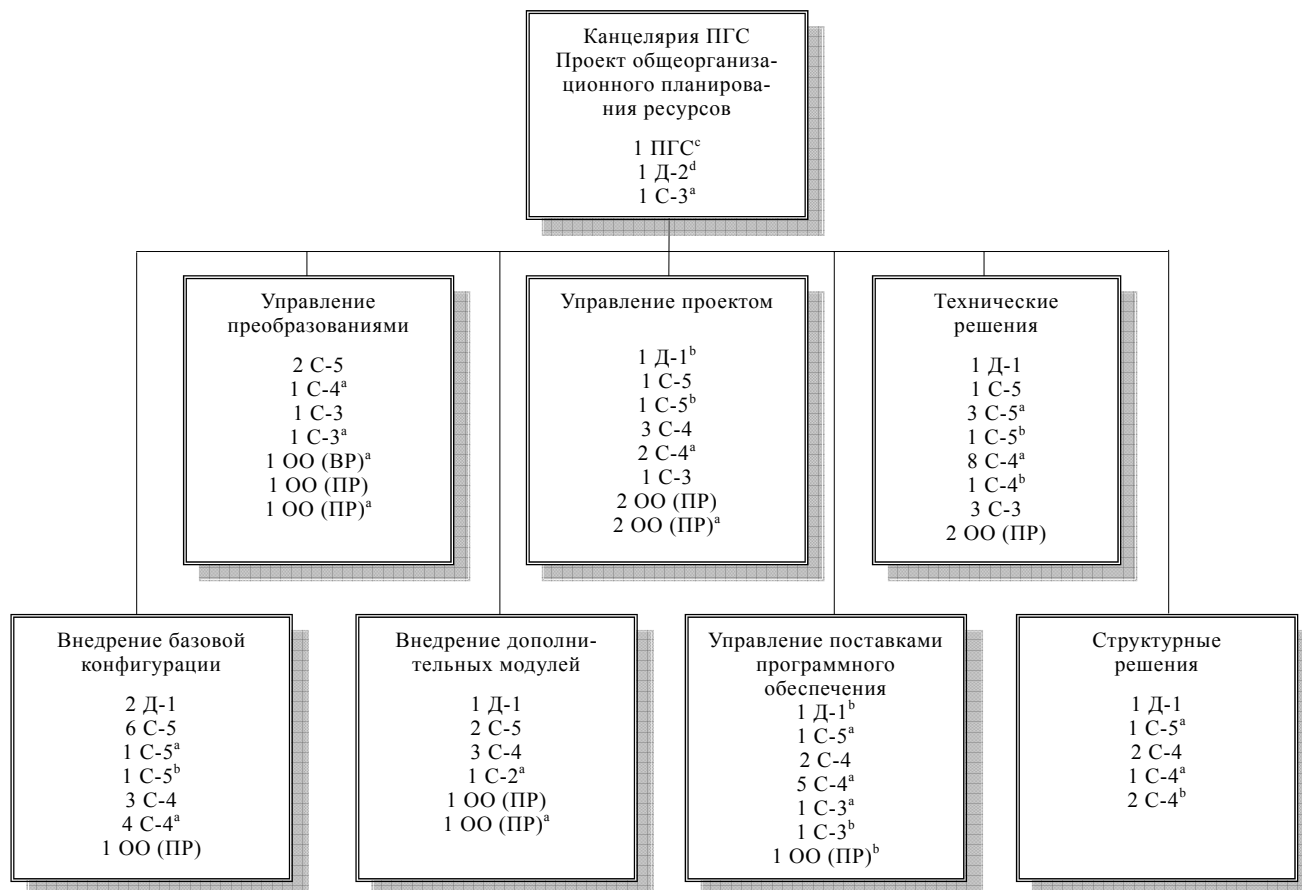 Канцелярия ПГС
Проект общеорганиза-
ционного планирова-
ния ресурсов
1 ПГСᶜ
1 Д-2ᵈ
1 С-3ᵃ
Управление
преобразованиями
2 С-5
1 С-4ᵃ
1 С-3
1 С-3ᵃ
1 ОО (ВР)ᵃ
1 ОО (ПР)
1 ОО (ПР)ᵃ
Управление проектом
1 Д-1ᵇ
1 С-5
1 С-5ᵇ
3 С-4
2 С-4ᵃ
1 С-3
2 ОО (ПР)
2 ОО (ПР)ᵃ
Технические
решения
1 Д-1
1 С-5
3 С-5ᵃ
1 С-5ᵇ
8 С-4ᵃ
1 С-4ᵇ
3 С-3
2 ОО (ПР)
Внедрение базовой
конфигурации
2 Д-1
6 С-5
1 С-5ᵃ
1 С-5ᵇ
3 С-4
4 С-4ᵃ
1 ОО (ПР)
Внедрение дополни-
тельных модулей
1 Д-1
2 С-5
3 С-4
1 С-2ᵃ
1 ОО (ПР)
1 ОО (ПР)ᵃ
Управление поставками
программного
обеспечения
1 Д-1ᵇ
1 С-5ᵃ
2 С-4
5 С-4ᵃ
1 С-3ᵃ
1 С-3ᵇ
1 ОО (ПР)ᵇ
Структурные
решения
1 Д-1
1 С-5ᵃ
2 С-4
1 С-4ᵃ
2 С-4ᵇ